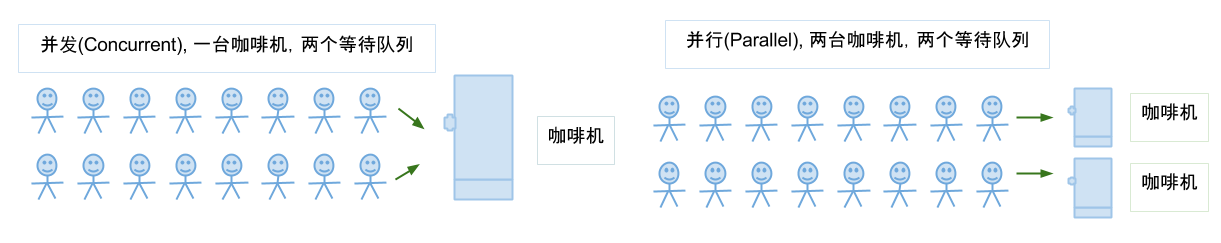 并发(Concurrent), 一台咖啡机, 两个等待队列
咖啡机
并行(Parallel), 两台咖啡机, 两个等待队列
咖啡机
咖啡机